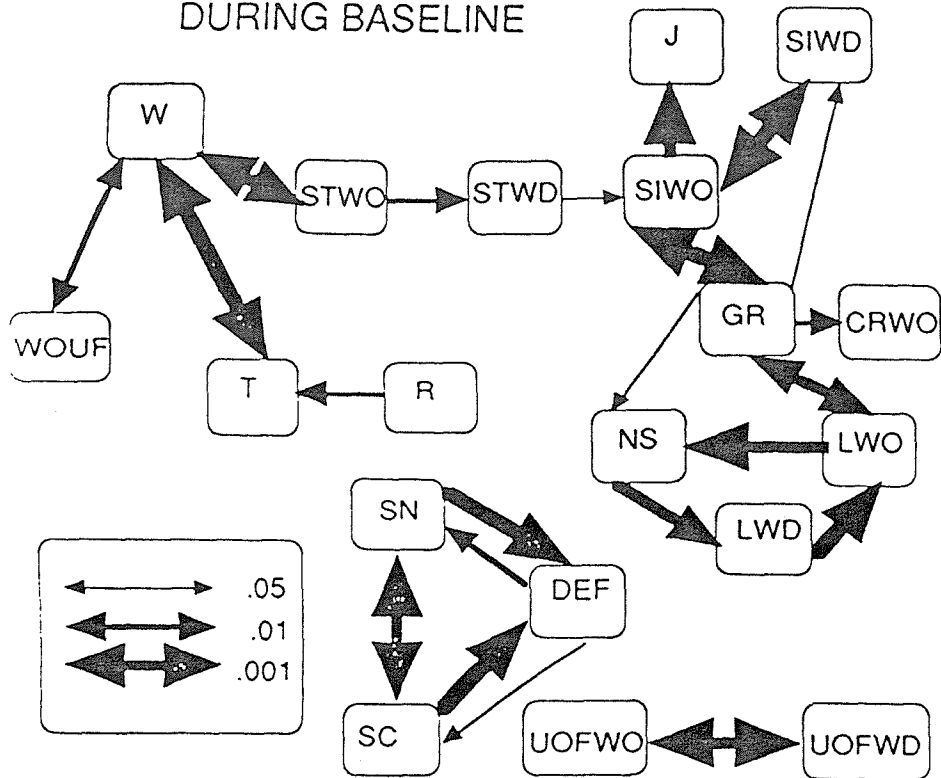 DURING BASELINE
J
SIWD
W
STWO
STWD
SIWO
GR
CRWO
WOUF
T
R
NS
LWO
SN
LWD
DEF
.05
.01
.001
SC
UOFWO
UOFWD